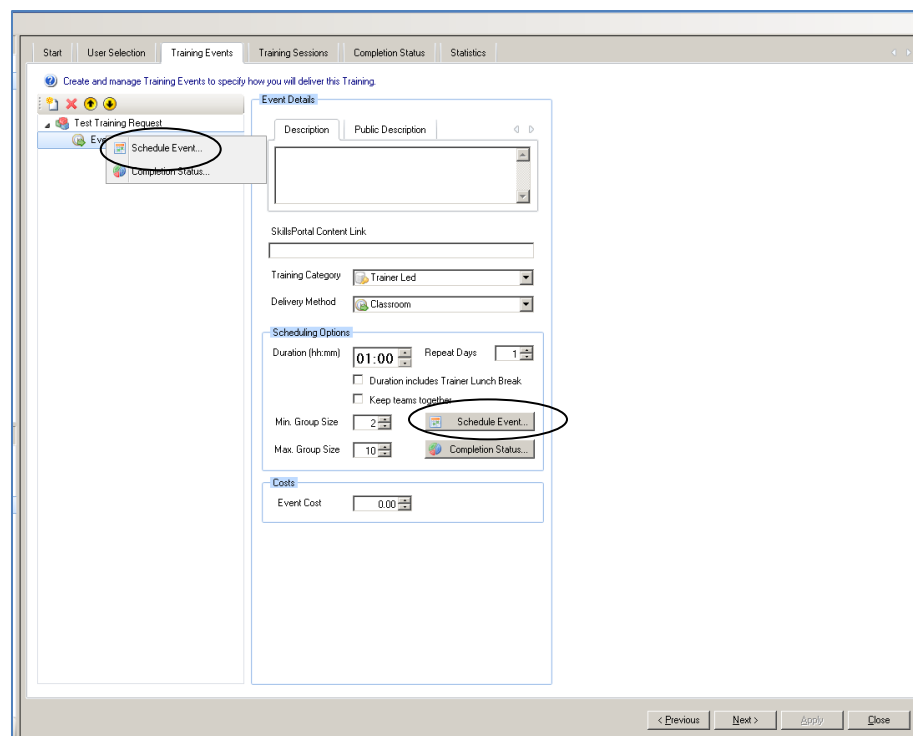 Start User Selection Training Events Training Sessions Completion Status Statistics
Create and manage Training Events to specify how you will deliver this Training.
Test Training Request
Schedule Event...
Completion Status...
Event Details
Description Public Description
SkillsPortal Content Link
Training Category Trainer Led
Delivery Method Classroom
Scheduling Options
Duration (hh:mm) 01:00 Repeat Days 1
Duration includes Trainer Lunch Break
Keep teams together
Min. Group Size 2 Schedule Event...
Max. Group Size 10 Completion Status...
Costs
Event Cost 0.00
< Previous Next > Apply Close